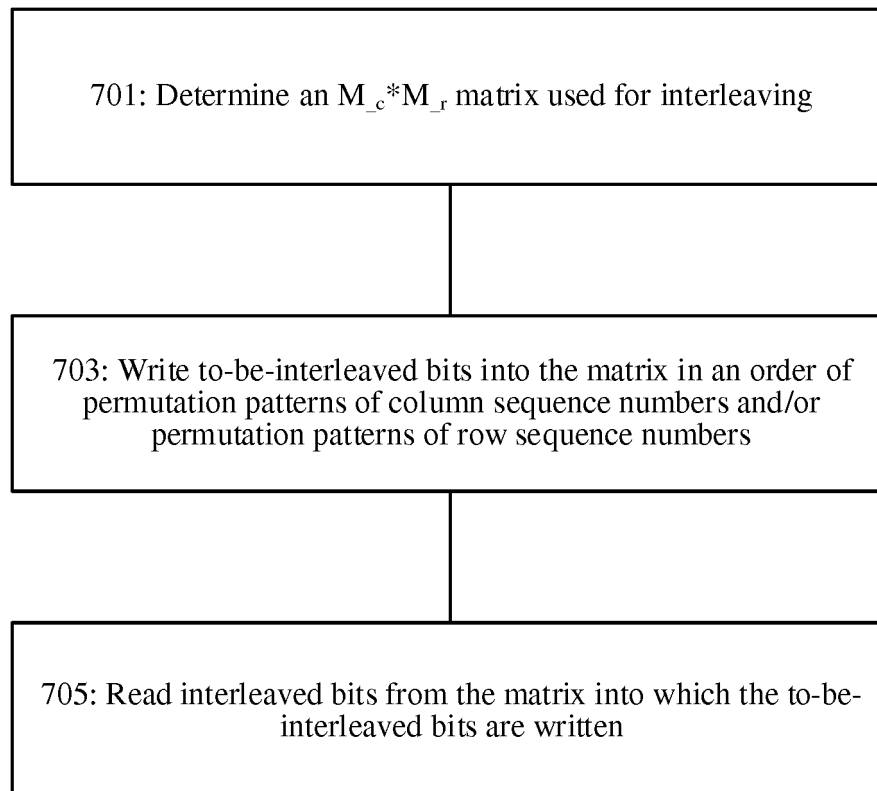 701: Determine an M_c*M_r matrix used for interleaving
703: Write to-be-interleaved bits into the matrix in an order of
permutation patterns of column sequence numbers and/or
permutation patterns of row sequence numbers
705: Read interleaved bits from the matrix into which the to-be-
interleaved bits are written